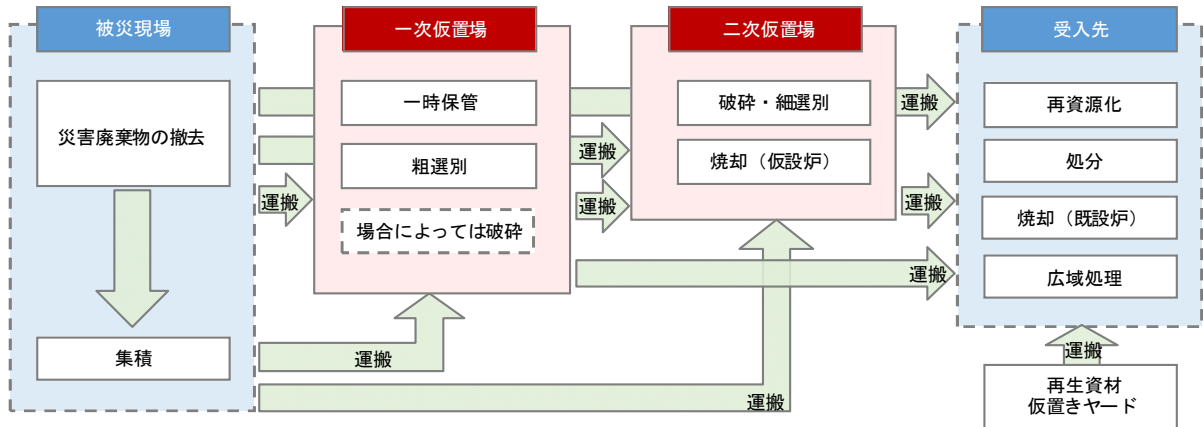 被災現場
一次仮置場
二次仮置場
受入先
災害廃棄物の撤去
集積
一時保管
粗選別
場合によっては破砕
破砕・細選別
焼却（仮設炉）
再資源化
処分
焼却（既設炉）
広域処理
運搬
運搬
運搬
運搬
運搬
運搬
運搬
運搬
運搬
再生資材
仮置きヤード